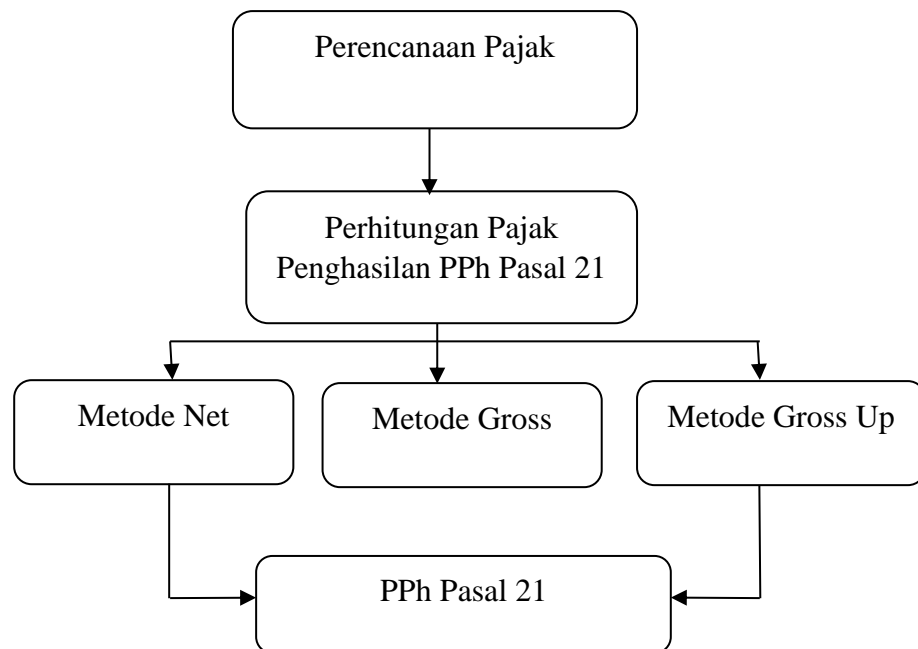 Perencanaan Pajak
Perhitungan Pajak
Penghasilan PPh Pasal 21
Metode Net
Metode Gross
Metode Gross Up
PPh Pasal 21